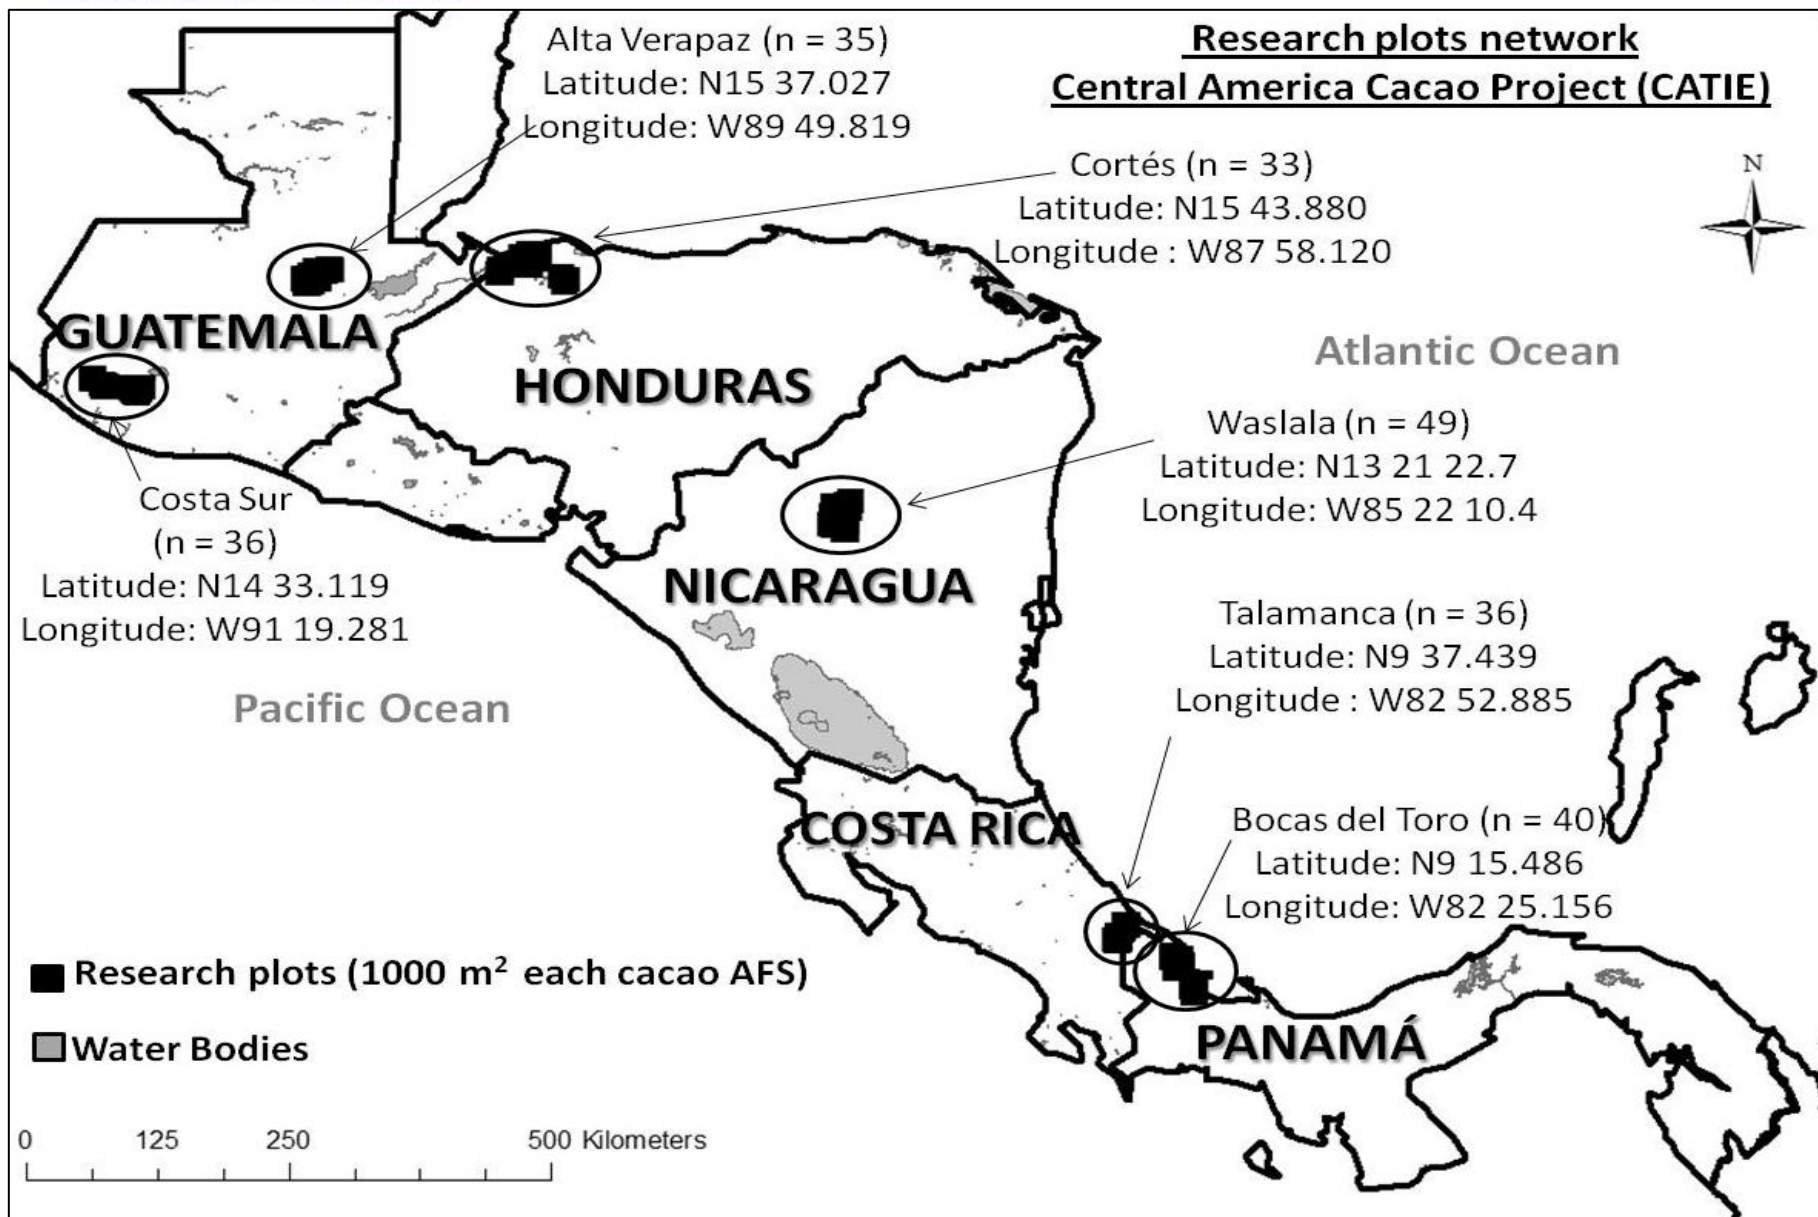 Research plots network
Central America Cacao Project (CATIE)
Alta Verapaz (n = 35)
Latitude: N15 37.027
Longitude: W89 49.819
Cortés (n = 33)
Latitude: N15 43.880
Longitude : W87 58.120
N
GUATEMALA
HONDURAS
Atlantic Ocean
Waslala (n = 49)
Latitude: N13 21 22.7
Longitude: W85 22 10.4
Costa Sur
(n = 36)
Latitude: N14 33.119
Longitude: W91 19.281
NICARAGUA
Pacific Ocean
Talamanca (n = 36)
Latitude: N9 37.439
Longitude : W82 52.885
COSTA RICA
Bocas del Toro (n = 40)
Latitude: N9 15.486
Longitude: W82 25.156
PANAMÁ
Research plots (1000 m² each cacao AFS)
Water Bodies
0 125 250 500 Kilometers